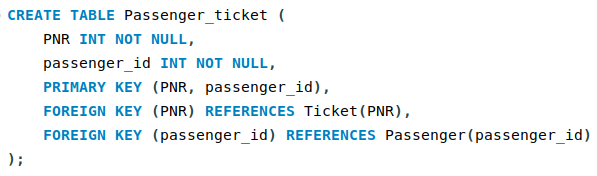 CREATE TABLE Passenger_ticket (
    PNR INT NOT NULL,
    passenger_id INT NOT NULL,
    PRIMARY KEY (PNR, passenger_id),
    FOREIGN KEY (PNR) REFERENCES Ticket(PNR),
    FOREIGN KEY (passenger_id) REFERENCES Passenger(passenger_id)
);